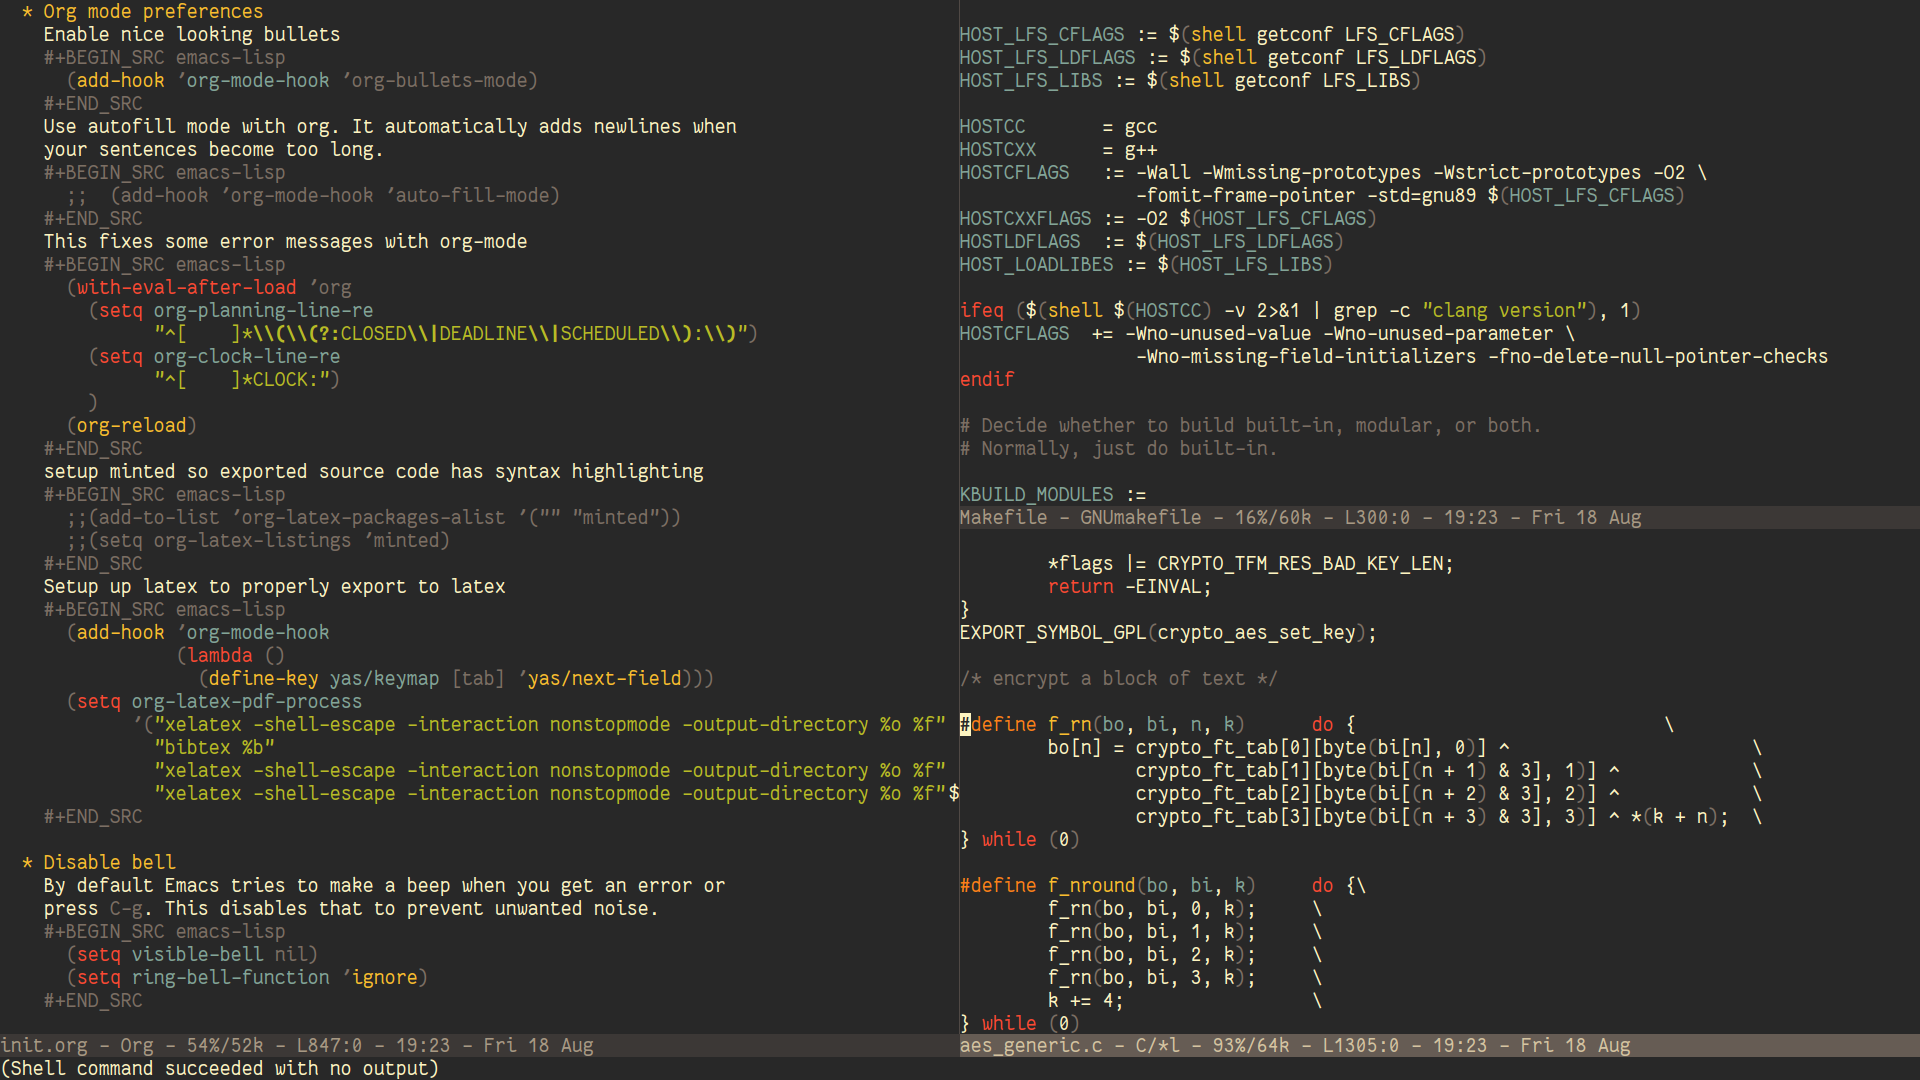 * Org mode preferences
Enable nice looking bullets
#+BEGIN_SRC emacs-lisp
(add-hook 'org-mode-hook 'org-bullets-mode)
#+END_SRC
Use autofill mode with org. It automatically adds newlines when
your sentences become too long.
#+BEGIN_SRC emacs-lisp
;;  (add-hook 'org-mode-hook 'auto-fill-mode)
#+END_SRC
This fixes some error messages with org-mode
#+BEGIN_SRC emacs-lisp
(with-eval-after-load 'org
(setq org-planning-line-re
"^[    ]*\\(\\(?:CLOSED\\|DEADLINE\\|SCHEDULED\\):\\)")
(setq org-clock-line-re
"^[    ]*CLOCK:")
)
(org-reload)
#+END_SRC
setup minted so exported source code has syntax highlighting
#+BEGIN_SRC emacs-lisp
;;(add-to-list 'org-latex-packages-alist '("" "minted"))
;;(setq org-latex-listings 'minted)
#+END_SRC
Setup up latex to properly export to latex
#+BEGIN_SRC emacs-lisp
(add-hook 'org-mode-hook
(lambda ()
(define-key yas/keymap [tab] 'yas/next-field)))
(setq org-latex-pdf-process
'("xelatex -shell-escape -interaction nonstopmode -output-directory %o %f"
"bibtex %b"
"xelatex -shell-escape -interaction nonstopmode -output-directory %o %f"
"xelatex -shell-escape -interaction nonstopmode -output-directory %o %f"$
#+END_SRC
* Disable bell
By default Emacs tries to make a beep when you get an error or
press C-g. This disables that to prevent unwanted noise.
#+BEGIN_SRC emacs-lisp
(setq visible-bell nil)
(setq ring-bell-function 'ignore)
#+END_SRC
init.org - Org - 54%/52k - L847:0 - 19:23 - Fri 18 Aug
(Shell command succeeded with no output)
HOST_LFS_CFLAGS := $(shell getconf LFS_CFLAGS)
HOST_LFS_LDFLAGS := $(shell getconf LFS_LDFLAGS)
HOST_LFS_LIBS := $(shell getconf LFS_LIBS)
HOSTCC       = gcc
HOSTCXX      = g++
HOSTCFLAGS   := -Wall -Wmissing-prototypes -Wstrict-prototypes -O2 \
-fomit-frame-pointer -std=gnu89 $(HOST_LFS_CFLAGS)
HOSTCXXFLAGS := -O2 $(HOST_LFS_CFLAGS)
HOSTLDFLAGS  := $(HOST_LFS_LDFLAGS)
HOST_LOADLIBES := $(HOST_LFS_LIBS)
ifeq ($(shell $(HOSTCC) -v 2>&1 | grep -c "clang version"), 1)
HOSTCFLAGS  += -Wno-unused-value -Wno-unused-parameter \
-Wno-missing-field-initializers -fno-delete-null-pointer-checks
endif
# Decide whether to build built-in, modular, or both.
# Normally, just do built-in.
KBUILD_MODULES :=
Makefile - GNUmakefile - 16%/60k - L300:0 - 19:23 - Fri 18 Aug
*flags |= CRYPTO_TFM_RES_BAD_KEY_LEN;
return -EINVAL;
}
EXPORT_SYMBOL_GPL(crypto_aes_set_key);
/* encrypt a block of text */
#define f_rn(bo, bi, n, k)      do {                            \
bo[n] = crypto_ft_tab[0][byte(bi[n], 0)] ^                      \
crypto_ft_tab[1][byte(bi[(n + 1) & 3], 1)] ^            \
crypto_ft_tab[2][byte(bi[(n + 2) & 3], 2)] ^            \
crypto_ft_tab[3][byte(bi[(n + 3) & 3], 3)] ^ *(k + n);  \
} while (0)
#define f_nround(bo, bi, k)     do {\
f_rn(bo, bi, 0, k);     \
f_rn(bo, bi, 1, k);     \
f_rn(bo, bi, 2, k);     \
f_rn(bo, bi, 3, k);     \
k += 4;                 \
} while (0)
aes_generic.c - C/*l - 93%/64k - L1305:0 - 19:23 - Fri 18 Aug